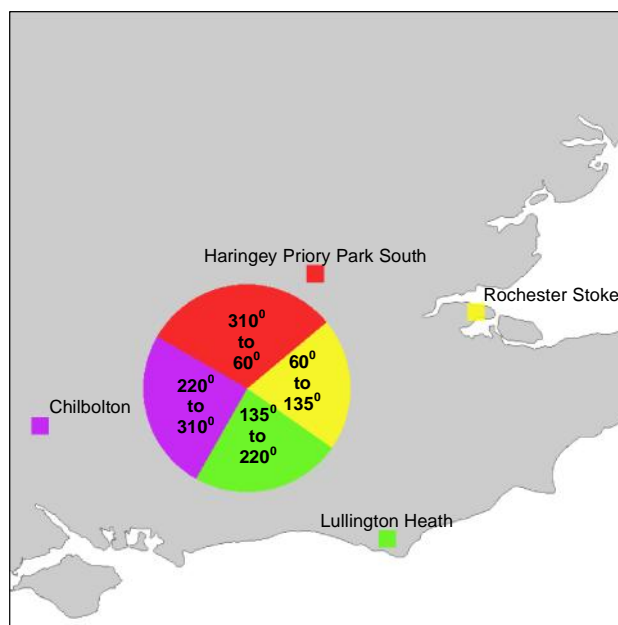 Haringey Priory Park South
Rochester Stoke
310⁰
to
60⁰
60⁰
to
135⁰
220⁰
to
310⁰
135⁰
to
220⁰
Chilbolton
Lullington Heath